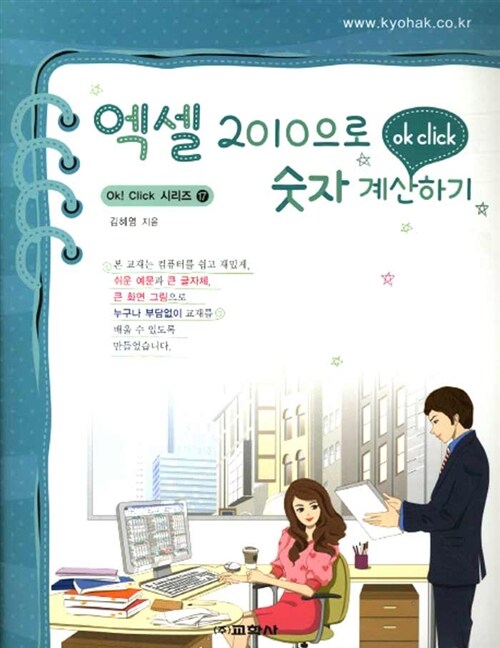 www.kyohak.co.kr
엑셀 2010으로
ok click
숫자 계산하기
Ok! Click 시리즈 17
김혜영 지음
본 교재는 컴퓨터를 쉽고 재밌게,
쉬운 예문과 큰 글자체,
큰 화면 그림으로
누구나 부담없이 교재를
배울 수 있도록
만들었습니다.
(주)교학사